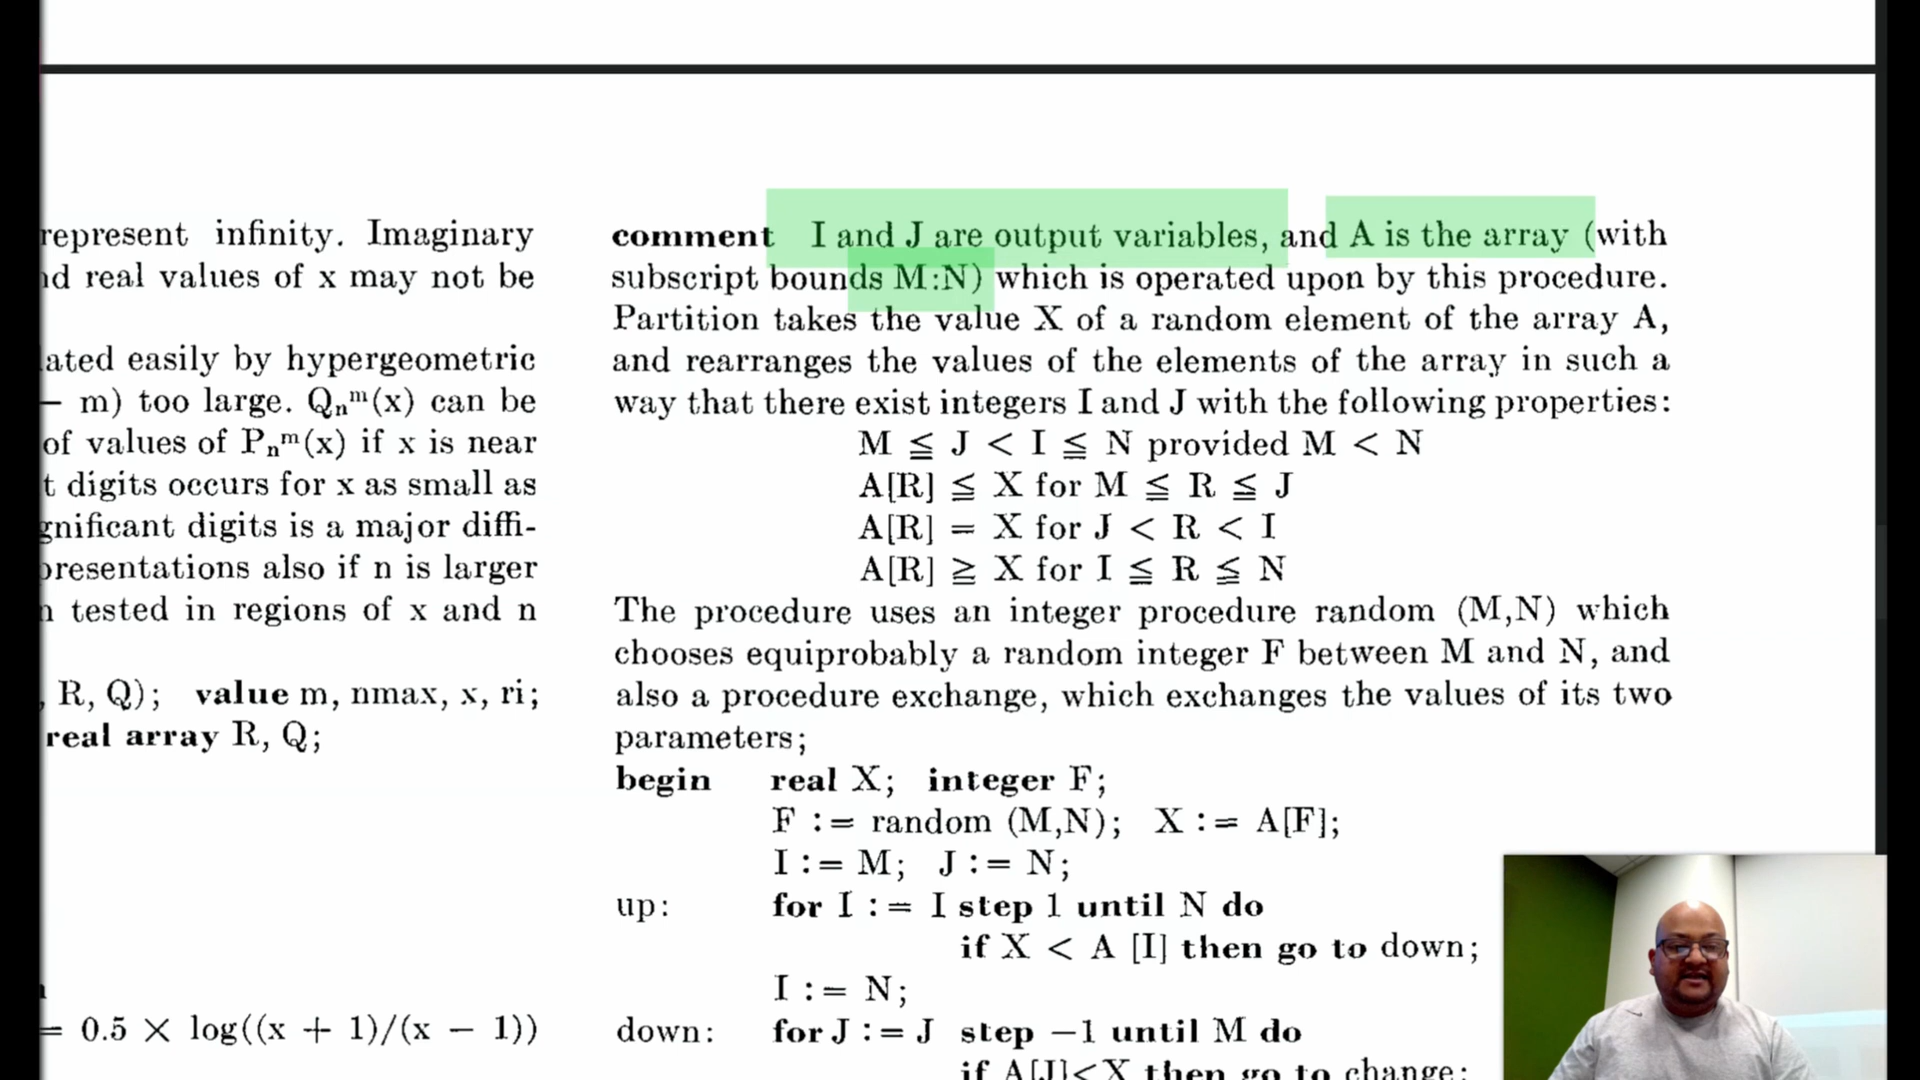 represent infinity. Imaginary
nd real values of x may not be
lated easily by hypergeometric
— m) too large. Qₙᵐ(x) can be
of values of Pₙᵐ(x) if x is near
t digits occurs for x as small as
gnificant digits is a major diffi-
presentations also if n is larger
n tested in regions of x and n
, R, Q); value m, nmax, x, ri;
real array R, Q;
= 0.5 × log((x + 1)/(x − 1))
comment I and J are output variables, and A is the array (with
subscript bounds M:N) which is operated upon by this procedure.
Partition takes the value X of a random element of the array A,
and rearranges the values of the elements of the array in such a
way that there exist integers I and J with the following properties:
M ≦ J < I ≦ N provided M < N
A[R] ≦ X for M ≦ R ≦ J
A[R] = X for J < R < I
A[R] ≧ X for I ≦ R ≦ N
The procedure uses an integer procedure random (M,N) which
chooses equiprobably a random integer F between M and N, and
also a procedure exchange, which exchanges the values of its two
parameters;
begin real X; integer F;
F := random (M,N); X := A[F];
I := M; J := N;
up: for I := I step 1 until N do
if X < A [I] then go to down;
I := N;
down: for J := J step −1 until M do
if A[J]<X then go to change;